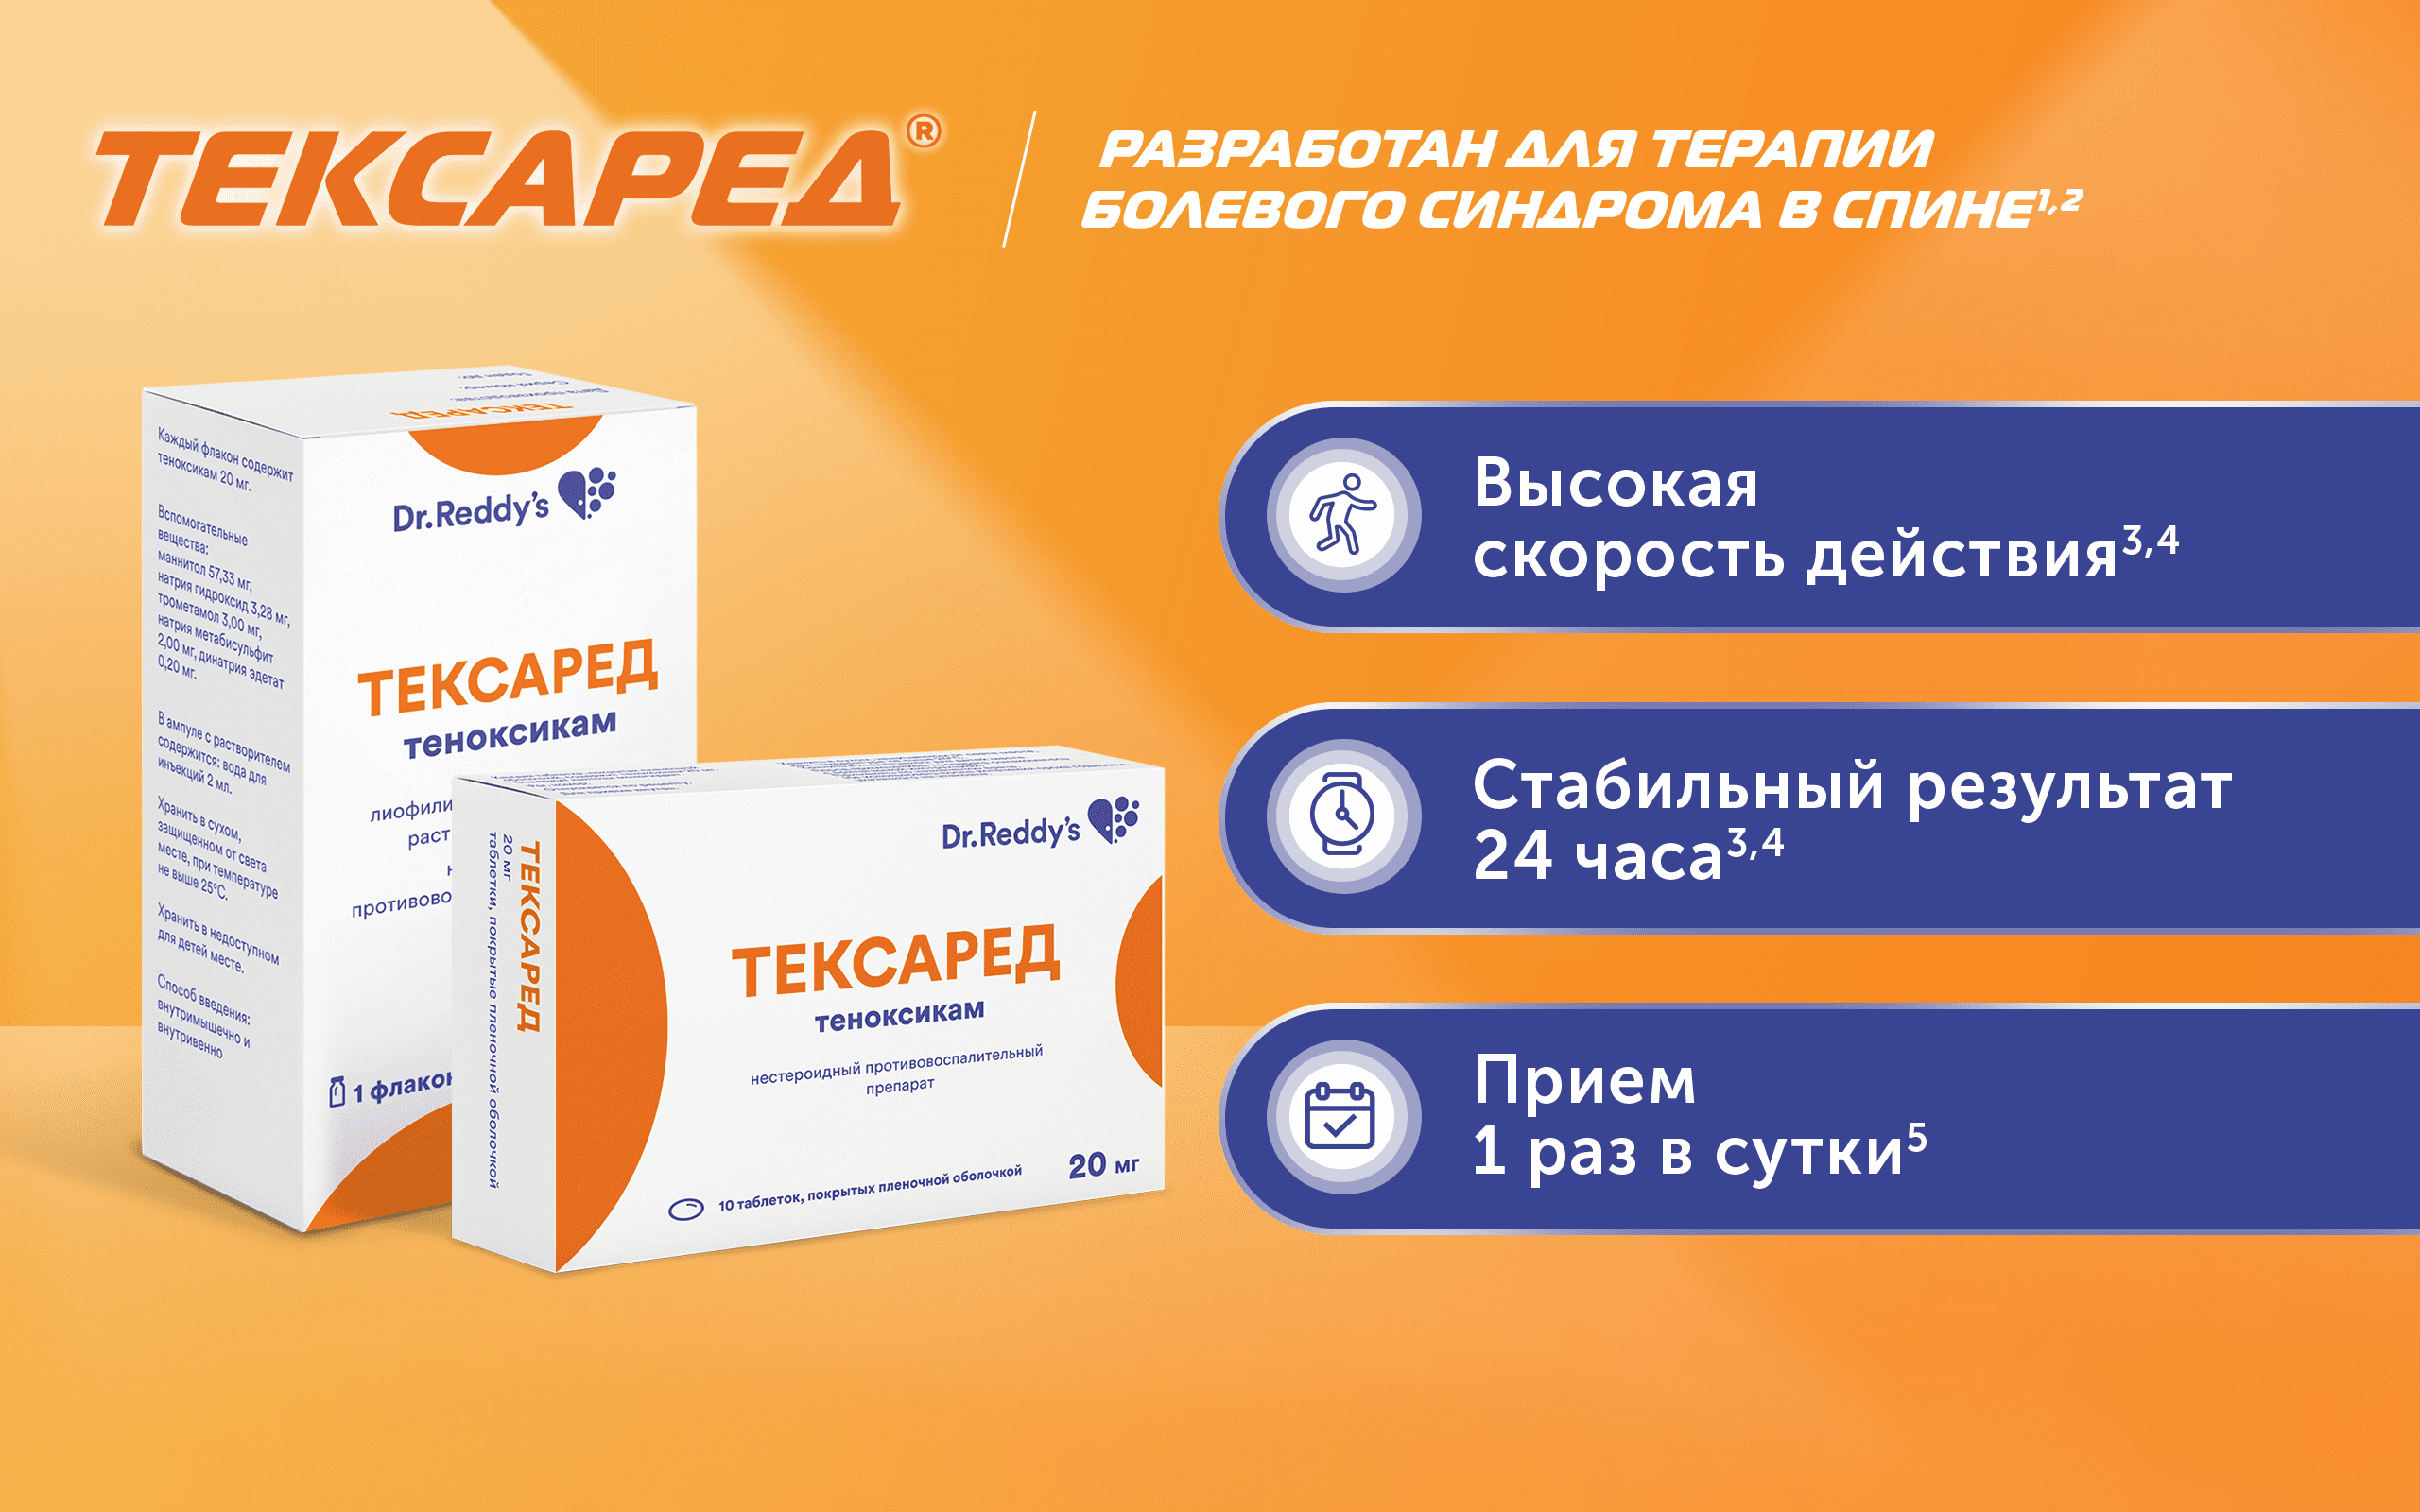 ТЕКСАРЕД®
РАЗРАБОТАН ДЛЯ ТЕРАПИИ
БОЛЕВОГО СИНДРОМА В СПИНЕ1,2
ТЕКСАРЕД
Каждый флакон содержит
теноксикам 20 мг.
Вспомогательные
вещества:
маннитол 57,33 мг,
натрия гидроксид 3,28 мг,
трометамол 3,00 мг,
натрия метабисульфит
2,00 мг, динатрия эдетат
0,20 мг.
В ампуле с растворителем
содержится: вода для
инъекций 2 мл.
Хранить в сухом,
защищенном от света
месте, при температуре
не выше 25°C.
Хранить в недоступном
для детей месте.
Способ введения:
внутримышечно и
внутривенно
Dr.Reddy's
ТЕКСАРЕД
теноксикам
лиофили
раст
противово
1 флакон
ТЕКСАРЕД
20 мг
таблетки, покрытые пленочной оболочкой
Dr.Reddy's
ТЕКСАРЕД
теноксикам
нестероидный противовоспалительный
препарат
10 таблеток, покрытых пленочной оболочкой
20 мг
Высокая
скорость действия3,4
Стабильный результат
24 часа3,4
Прием
1 раз в сутки5